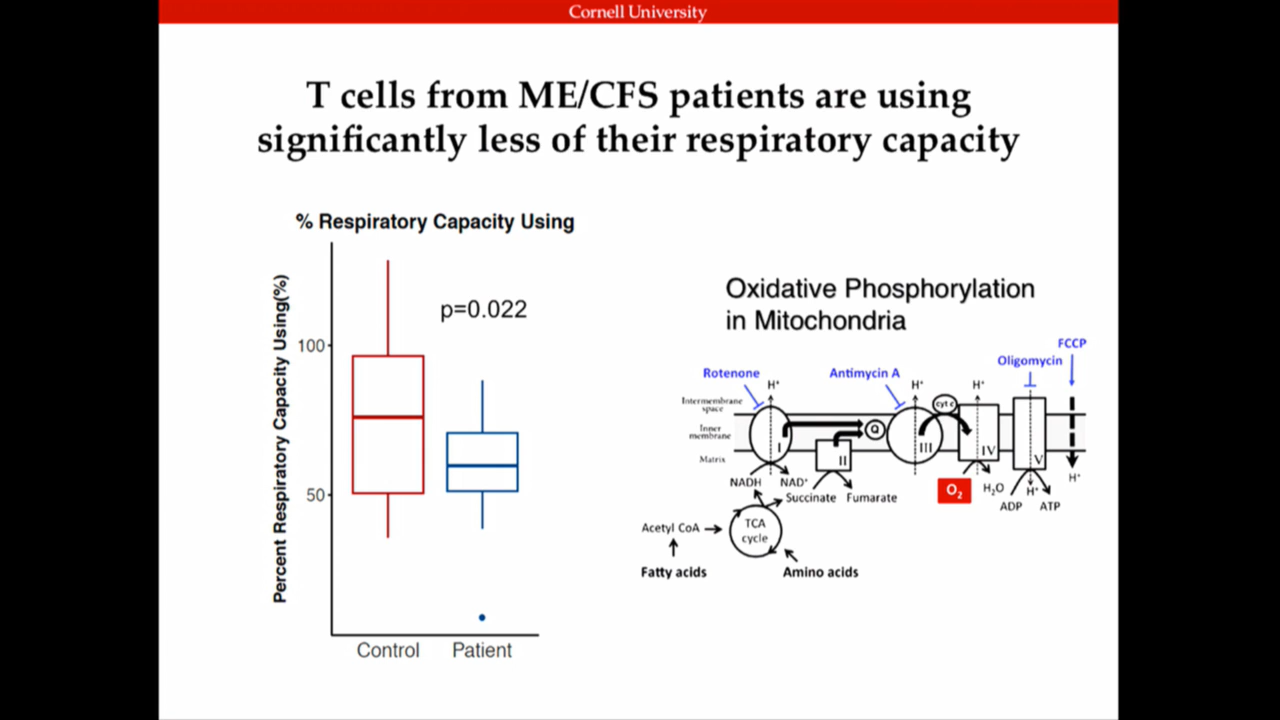 Cornell University
T cells from ME/CFS patients are using
significantly less of their respiratory capacity
% Respiratory Capacity Using
Percent Respiratory Capacity Using(%)
p=0.022
100
50
Control
Patient
Oxidative Phosphorylation
in Mitochondria
FCCP
Oligomycin
Rotenone
Antimycin A
H⁺
H⁺
H⁺
Intermembrane
space
cyt c
Inner
membrane
Q
I
II
III
IV
V
Matrix
NADH
NAD⁺
Succinate
Fumarate
O₂
H₂O
H⁺
H⁺
ADP
ATP
Acetyl CoA
TCA
cycle
Fatty acids
Amino acids